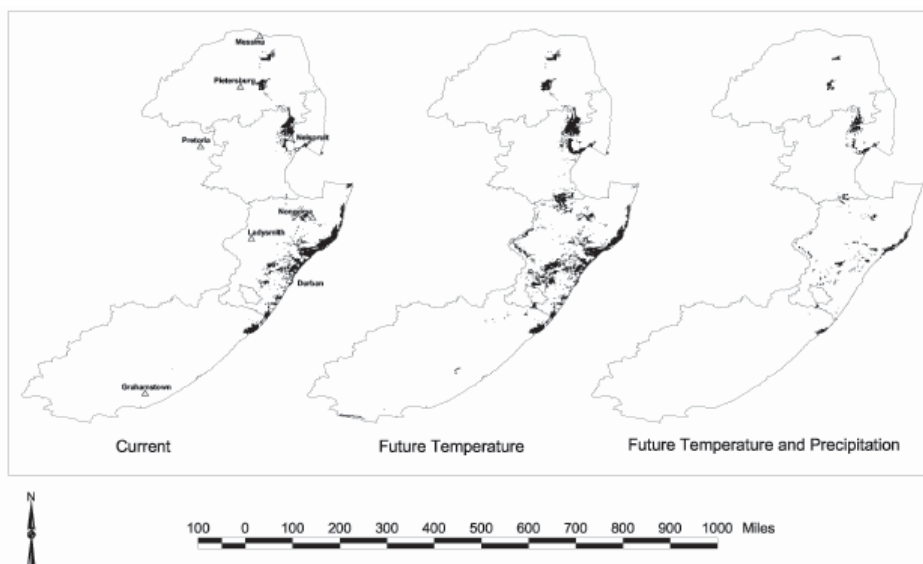 Messina
Pietersburg
Pretoria
Nelspruit
Nongoma
Ladysmith
Durban
Grahamstown
Current
Future Temperature
Future Temperature and Precipitation
N
100 0 100 200 300 400 500 600 700 800 900 1000 Miles